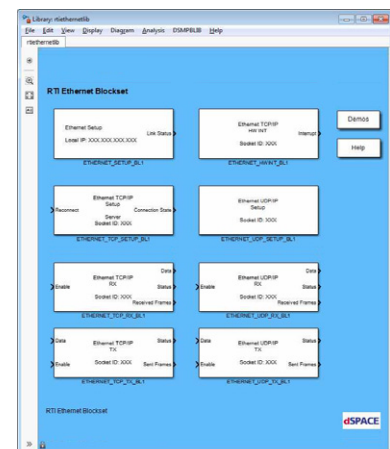 Library: rtiethernetlib
File Edit View Display Diagram Analysis DSMPBLIB Help
rtiethernetlib
RTI Ethernet Blockset
Ethernet Setup
Local IP: XXX.XXX.XXX.XXX
Link Status
ETHERNET_SETUP_BL1
Ethernet TCP/IP
HW INT
Socket ID: XXX
Interrupt
ETHERNET_HWINT_BL1
Demos
Help
Reconnect
Ethernet TCP/IP
Setup
Server
Socket ID: XXX
Connection State
ETHERNET_TCP_SETUP_BL1
Ethernet UDP/IP
Setup
Socket ID: XXX
ETHERNET_UDP_SETUP_BL1
Enable
Ethernet TCP/IP
RX
Socket ID: XXX
Data
Status
Received Frames
ETHERNET_TCP_RX_BL1
Enable
Ethernet UDP/IP
RX
Socket ID: XXX
Data
Status
Received Frames
ETHERNET_UDP_RX_BL1
Data
Enable
Ethernet TCP/IP
TX
Socket ID: XXX
Status
Sent Frames
ETHERNET_TCP_TX_BL1
Data
Enable
Ethernet UDP/IP
TX
Socket ID: XXX
Status
Sent Frames
ETHERNET_UDP_TX_BL1
RTI Ethernet Blockset
dSPACE